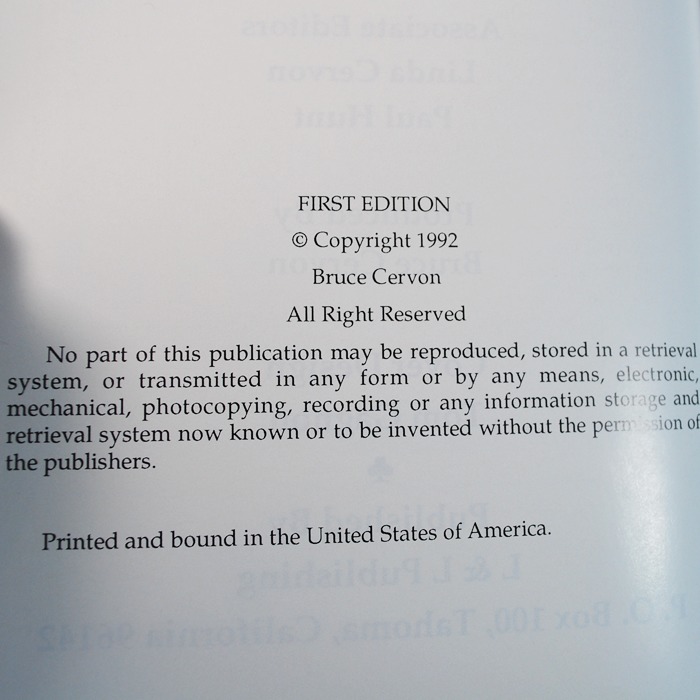 FIRST EDITION
© Copyright 1992
Bruce Cervon
All Right Reserved
No part of this publication may be reproduced, stored in a retrieval
system, or transmitted in any form or by any means, electronic,
mechanical, photocopying, recording or any information storage and
retrieval system now known or to be invented without the permission of
the publishers.
Printed and bound in the United States of America.